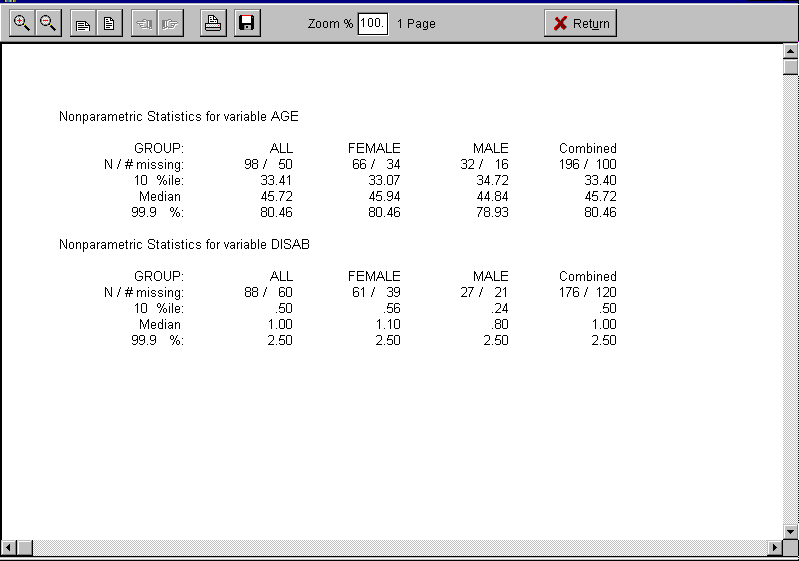 Zoom % 100. 1 Page Return
Nonparametric Statistics for variable AGE
GROUP: ALL FEMALE MALE Combined
N / # missing: 98 / 50 66 / 34 32 / 16 196 / 100
10 %ile: 33.41 33.07 34.72 33.40
Median 45.72 45.94 44.84 45.72
99.9 %: 80.46 80.46 78.93 80.46
Nonparametric Statistics for variable DISAB
GROUP: ALL FEMALE MALE Combined
N / # missing: 88 / 60 61 / 39 27 / 21 176 / 120
10 %ile: .50 .56 .24 .50
Median 1.00 1.10 .80 1.00
99.9 %: 2.50 2.50 2.50 2.50